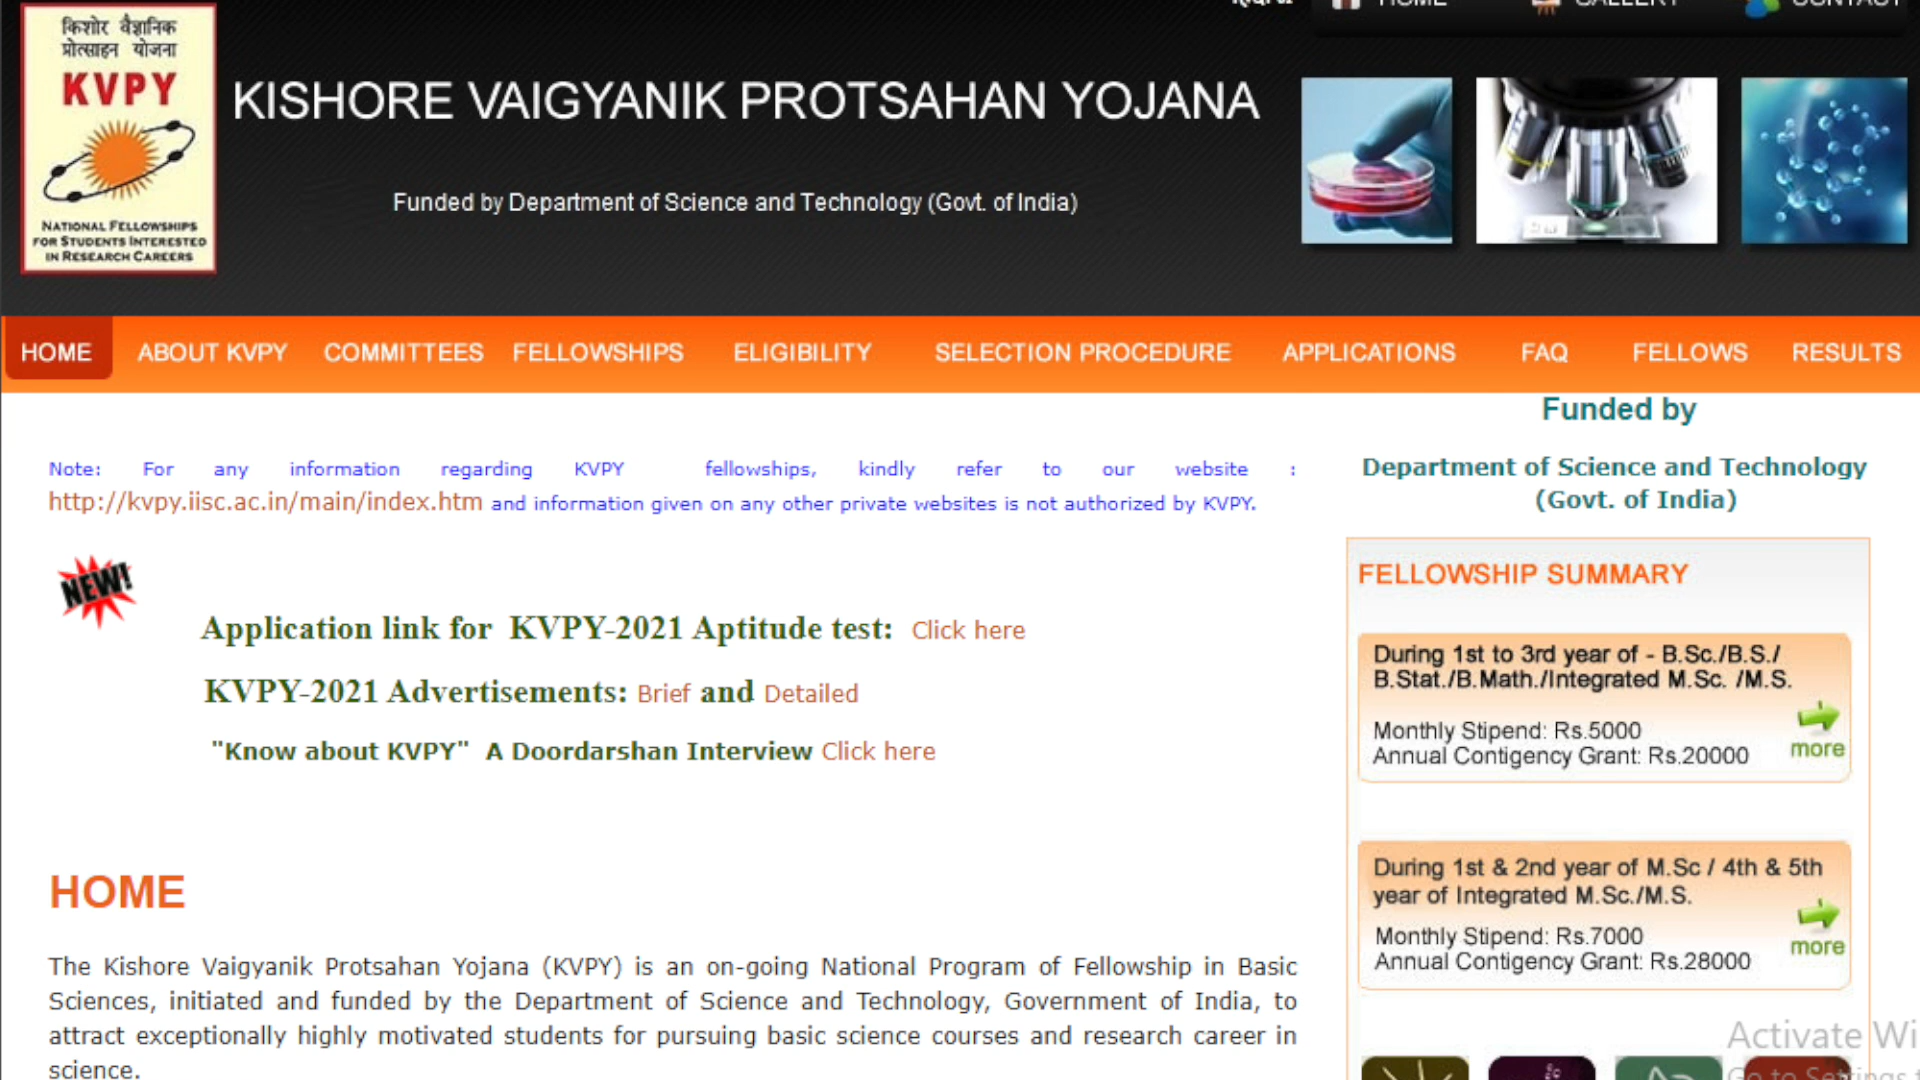 HOME GALLERY CONTACT
किशोर वैज्ञानिक
प्रोत्साहन योजना
KVPY
NATIONAL FELLOWSHIPS
FOR STUDENTS INTERESTED
IN RESEARCH CAREERS
KISHORE VAIGYANIK PROTSAHAN YOJANA
Funded by Department of Science and Technology (Govt. of India)
HOME ABOUT KVPY COMMITTEES FELLOWSHIPS ELIGIBILITY SELECTION PROCEDURE APPLICATIONS FAQ FELLOWS RESULTS
Note: For any information regarding KVPY fellowships, kindly refer to our website :
http://kvpy.iisc.ac.in/main/index.htm and information given on any other private websites is not authorized by KVPY.
NEW!
Application link for KVPY-2021 Aptitude test: Click here
KVPY-2021 Advertisements: Brief and Detailed
"Know about KVPY" A Doordarshan Interview Click here
HOME
The Kishore Vaigyanik Protsahan Yojana (KVPY) is an on-going National Program of Fellowship in Basic
Sciences, initiated and funded by the Department of Science and Technology, Government of India, to
attract exceptionally highly motivated students for pursuing basic science courses and research career in
science.
Funded by
Department of Science and Technology
(Govt. of India)
FELLOWSHIP SUMMARY
During 1st to 3rd year of - B.Sc./B.S./
B.Stat./B.Math./Integrated M.Sc. /M.S.
Monthly Stipend: Rs.5000
Annual Contigency Grant: Rs.20000
more
During 1st & 2nd year of M.Sc / 4th & 5th
year of Integrated M.Sc./M.S.
Monthly Stipend: Rs.7000
Annual Contigency Grant: Rs.28000
more
Activate Wi
Go to Settings t